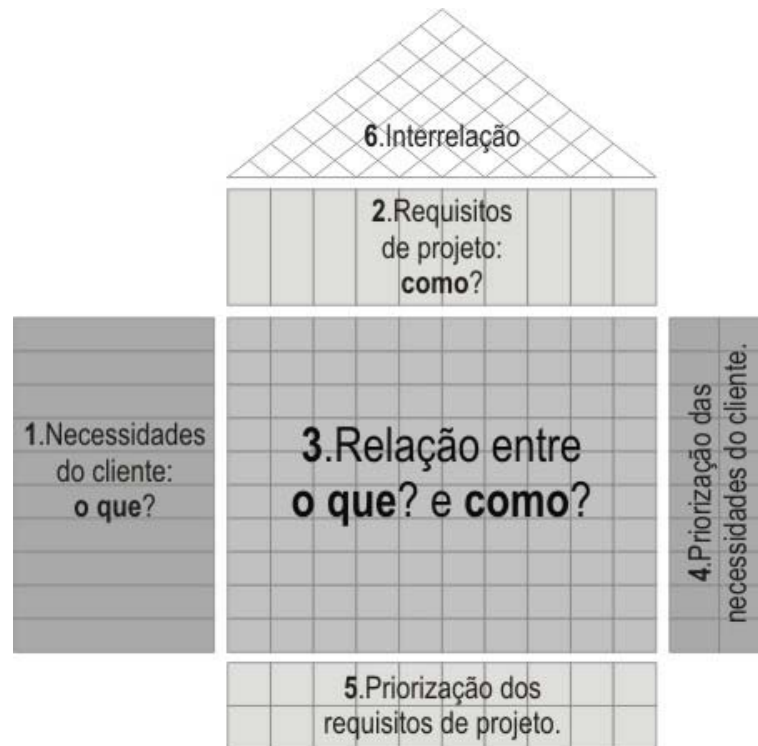 6.Interrelação
2.Requisitos
de projeto:
como?
1.Necessidades
do cliente:
o que?
3.Relação entre
o que? e como?
4.Priorização das
necessidades do cliente.
5.Priorização dos
requisitos de projeto.